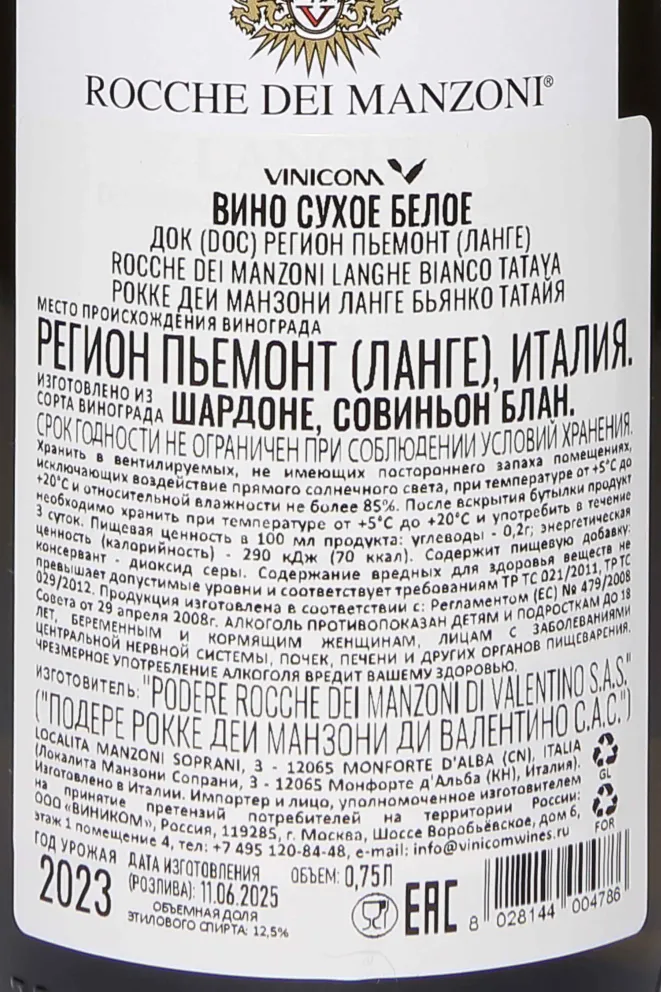 V
ROCCHE DEI MANZONI®
VINICOM
ВИНО СУХОЕ БЕЛОЕ
ДОК (DOC) РЕГИОН ПЬЕМОНТ (ЛАНГЕ)
ROCCHE DEI MANZONI LANGHE BIANCO TATAYA
РОККЕ ДЕИ МАНЗОНИ ЛАНГЕ БЬЯНКО ТАТАЙЯ
МЕСТО ПРОИСХОЖДЕНИЯ ВИНОГРАДА
РЕГИОН ПЬЕМОНТ (ЛАНГЕ), ИТАЛИЯ.
ИЗГОТОВЛЕНО ИЗ
СОРТА ВИНОГРАДА ШАРДОНЕ, СОВИНЬОН БЛАН.
СРОК ГОДНОСТИ НЕ ОГРАНИЧЕН ПРИ СОБЛЮДЕНИИ УСЛОВИЙ ХРАНЕНИЯ.
Хранить в вентилируемых, не имеющих постороннего запаха помещениях,
исключающих воздействие прямого солнечного света, при температуре от +5°С до
+20°С и относительной влажности не более 85%. После вскрытия бутылки продукт
необходимо хранить при температуре от +5°С до +20°С и употребить в течение
3 суток. Пищевая ценность в 100 мл продукта: углеводы - 0,2г; энергетическая
ценность (калорийность) - 290 кДж (70 ккал). Содержит пищевую добавку:
консервант - диоксид серы. Содержание вредных для здоровья веществ не
превышает допустимые уровни и соответствует требованиям ТР ТС 021/2011, ТР ТС
029/2012. Продукция изготовлена в соответствии с: Регламентом (ЕС) № 479/2008
Совета от 29 апреля 2008г. АЛКОГОЛЬ ПРОТИВОПОКАЗАН ДЕТЯМ И ПОДРОСТКАМ ДО 18
ЛЕТ, БЕРЕМЕННЫМ И КОРМЯЩИМ ЖЕНЩИНАМ, ЛИЦАМ С ЗАБОЛЕВАНИЯМИ
ЦЕНТРАЛЬНОЙ НЕРВНОЙ СИСТЕМЫ, ПОЧЕК, ПЕЧЕНИ И ДРУГИХ ОРГАНОВ ПИЩЕВАРЕНИЯ.
ЧРЕЗМЕРНОЕ УПОТРЕБЛЕНИЕ АЛКОГОЛЯ ВРЕДИТ ВАШЕМУ ЗДОРОВЬЮ.
ИЗГОТОВИТЕЛЬ: "PODERE ROCCHE DEI MANZONI DI VALENTINO S.A.S."
("ПОДЕРЕ РОККЕ ДЕИ МАНЗОНИ ДИ ВАЛЕНТИНО С.А.С.")
LOCALITA MANZONI SOPRANI, 3 - 12065 MONFORTE D'ALBA (CN), ITALIA
(Локалита Манзони Сопрани, 3 - 12065 Монфорте д'Альба (КН), Италия).
Изготовлено в Италии. Импортер и лицо, уполномоченное изготовителем
на принятие претензий потребителей на территории России:
ООО «ВИНИКОМ», Россия, 119285, г. Москва, Шоссе Воробьёвское, дом 6,
этаж 1 помещение 4, тел: +7 495 120-84-48, e-mail: info@vinicomwines.ru
GL
FOR
ГОД УРОЖАЯ
2023
ДАТА ИЗГОТОВЛЕНИЯ
(РОЗЛИВА): 11.06.2025
ОБЪЕМ: 0,75Л
ОБЪЕМНАЯ ДОЛЯ
ЭТИЛОВОГО СПИРТА: 12,5%
EAC
8 028144 004786